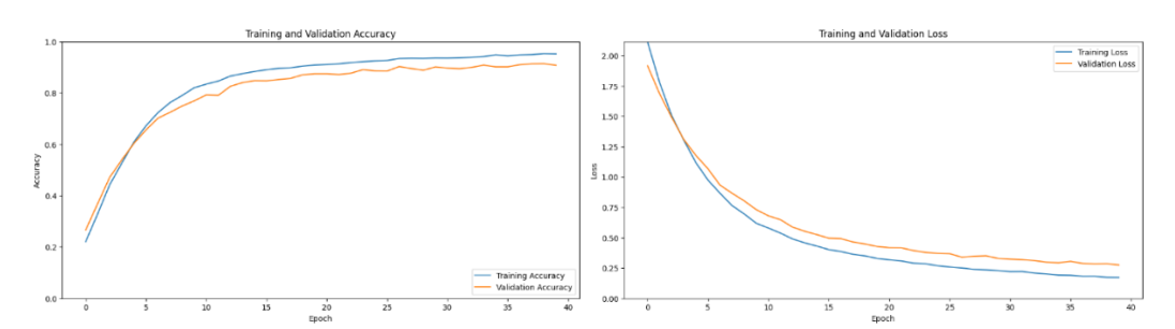 Training and Validation Accuracy
1.0
0.8
0.6
0.4
0.2
0.0
Accuracy
0 5 10 15 20 25 30 35 40
Epoch
Training Accuracy
Validation Accuracy
Training and Validation Loss
2.00
1.75
1.50
1.25
1.00
0.75
0.50
0.25
0.00
Loss
0 5 10 15 20 25 30 35 40
Epoch
Training Loss
Validation Loss